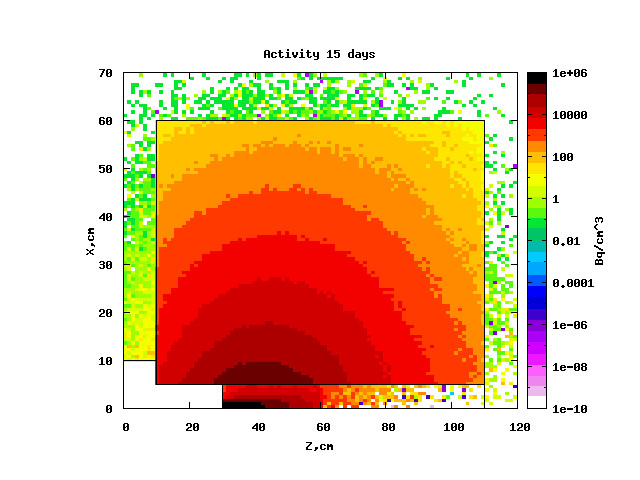 Activity 15 days
70
60
50
40
30
20
10
0
X,cm
0 20 40 60 80 100 120
Z,cm
1e+06
10000
100
1
0.01
0.0001
1e-06
1e-08
1e-10
Bq/cm^3